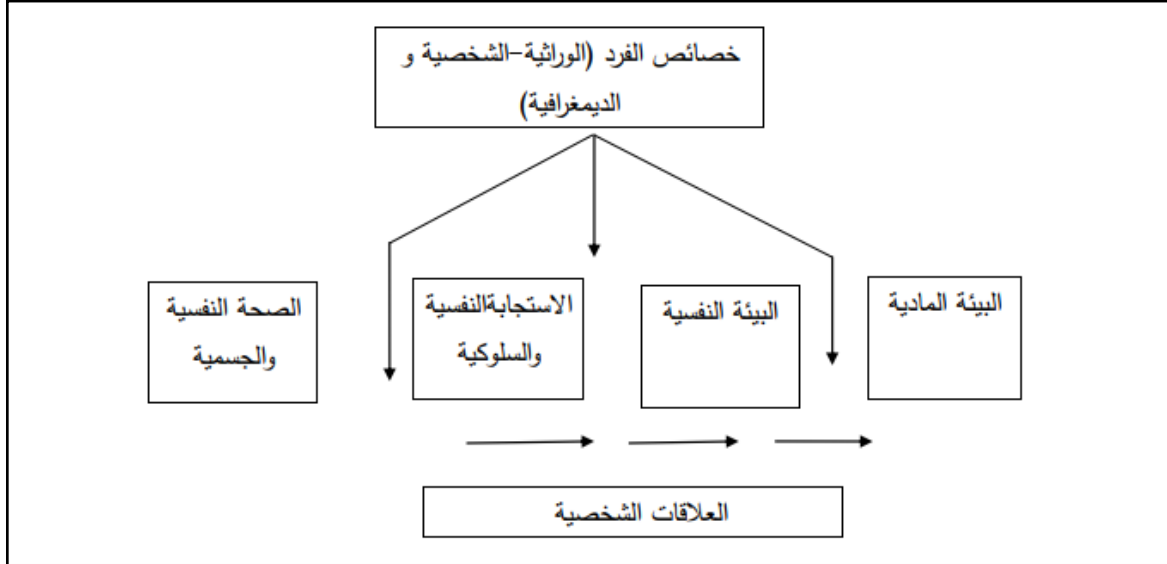 خصائص الفرد (الوراثية-الشخصية و
الديمغرافية)
البيئة المادية
البيئة النفسية
الاستجابةالنفسية
والسلوكية
الصحة النفسية
والجسمية
العلاقات الشخصية